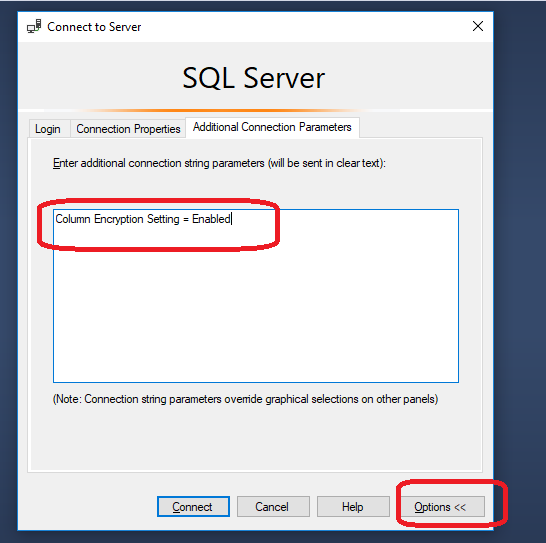 Connect to Server
SQL Server
Login Connection Properties Additional Connection Parameters
Enter additional connection string parameters (will be sent in clear text):
Column Encryption Setting = Enabled
(Note: Connection string parameters override graphical selections on other panels)
Connect Cancel Help Options <<